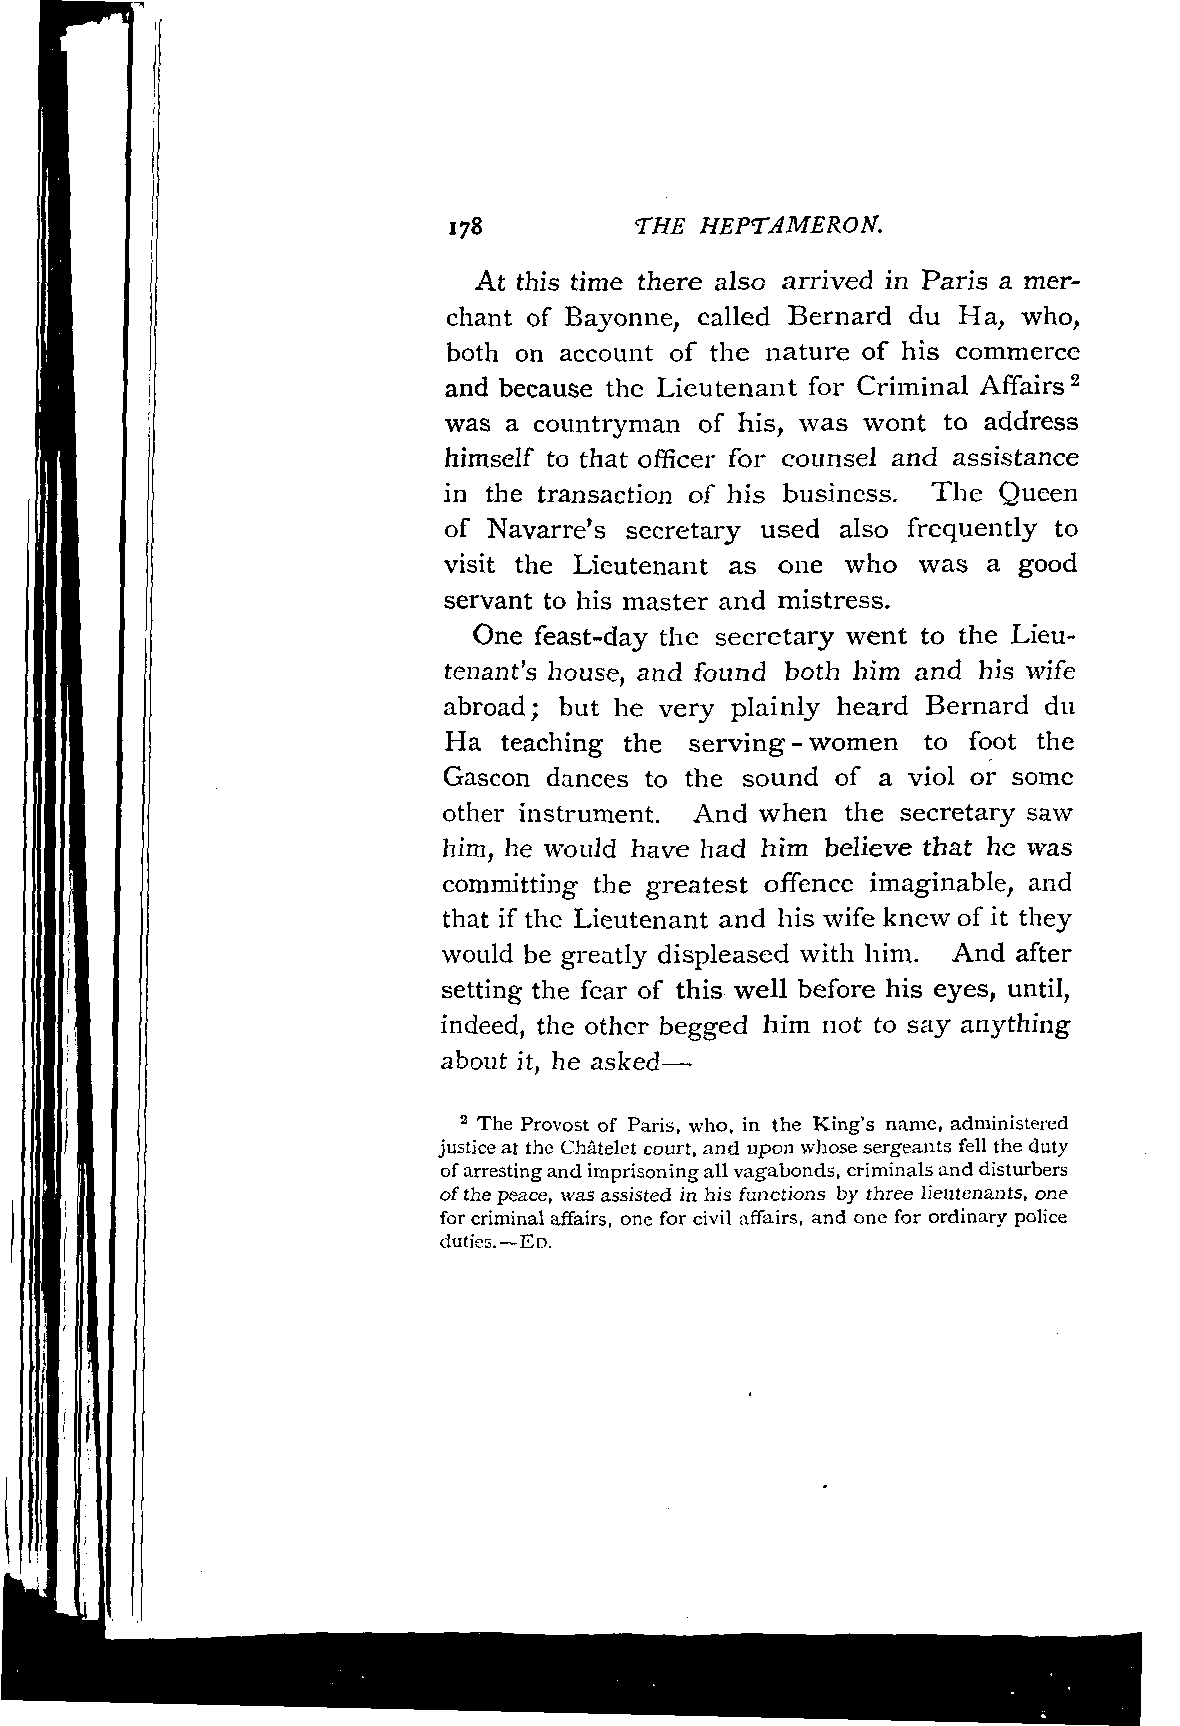 178 THE HEPTAMERON.
At this time there also arrived in Paris a mer-
chant of Bayonne, called Bernard du Ha, who,
both on account of the nature of his commerce
and because the Lieutenant for Criminal Affairs ²
was a countryman of his, was wont to address
himself to that officer for counsel and assistance
in the transaction of his business. The Queen
of Navarre's secretary used also frequently to
visit the Lieutenant as one who was a good
servant to his master and mistress.
One feast-day the secretary went to the Lieu-
tenant's house, and found both him and his wife
abroad; but he very plainly heard Bernard du
Ha teaching the serving-women to foot the
Gascon dances to the sound of a viol or some
other instrument. And when the secretary saw
him, he would have had him believe that he was
committing the greatest offence imaginable, and
that if the Lieutenant and his wife knew of it they
would be greatly displeased with him. And after
setting the fear of this well before his eyes, until,
indeed, the other begged him not to say anything
about it, he asked—
² The Provost of Paris, who, in the King's name, administered
justice at the Châtelet court, and upon whose sergeants fell the duty
of arresting and imprisoning all vagabonds, criminals and disturbers
of the peace, was assisted in his functions by three lieutenants, one
for criminal affairs, one for civil affairs, and one for ordinary police
duties.—ED.